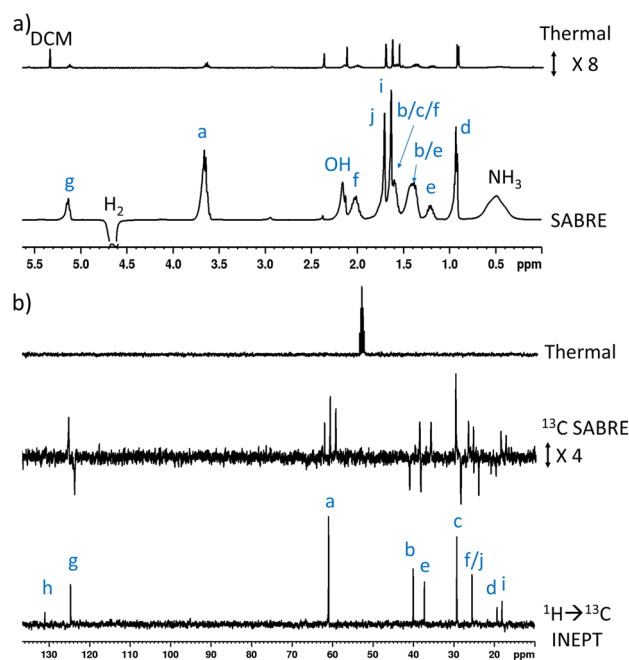 a)
DCM
Thermal
X 8
i
j
b/c/f
b/e
d
a
OH
f
e
g
H2
NH3
SABRE
5.5 5.0 4.5 4.0 3.5 3.0 2.5 2.0 1.5 1.0 0.5 ppm
b)
Thermal
13C SABRE
X 4
a
c
g
b
f/j
h
e
d
i
1H→13C
INEPT
130 120 110 100 90 80 70 60 50 40 30 20 ppm